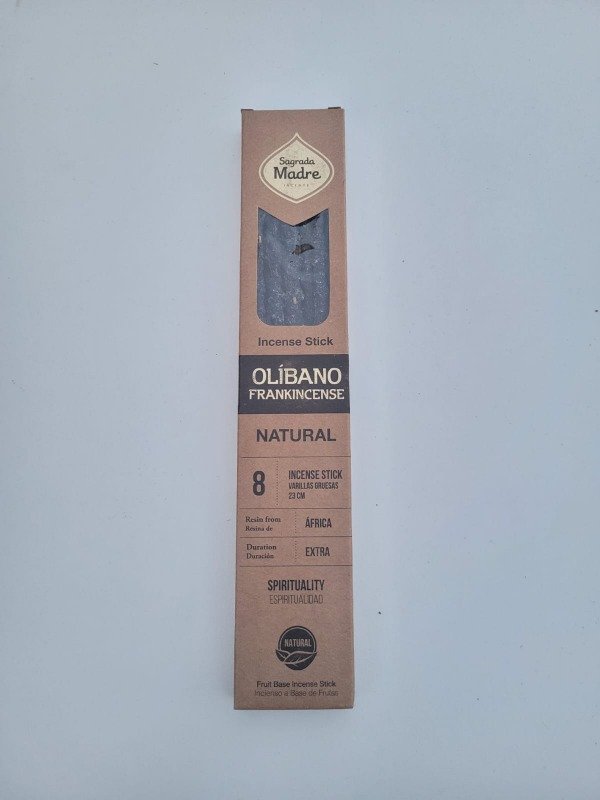 Sagrada
Madre
Incense Stick
OLÍBANO
FRANKINCENSE
NATURAL
8
INCENSE STICK
VARILLAS GRUESAS
23 CM
Resin from
Resina de
ÁFRICA
Duration
Duración
EXTRA
SPIRITUALITY
ESPIRITUALIDAD
NATURAL
Fruit Base Incense Stick
Incienso a Base de Frutas